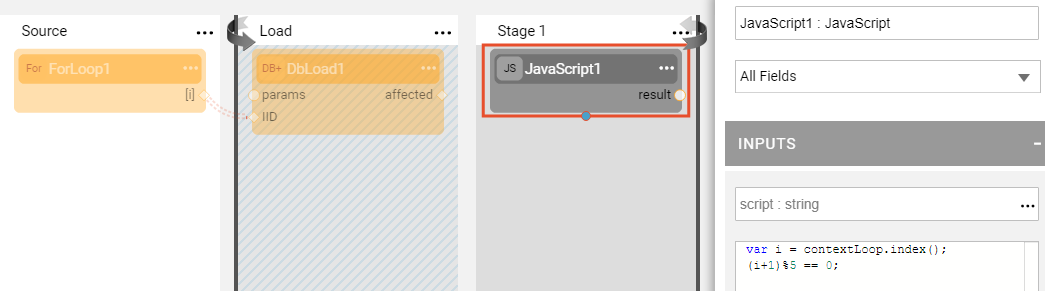 Source
...
Load
...
Stage 1
...
For ForLoop1 ...
[i]
DB+ DbLoad1 ...
params affected
IID
JS JavaScript1 ...
result
JavaScript1 : JavaScript
All Fields
INPUTS
-
script : string
...
var i = contextLoop.index();
(i+1)%5 == 0;